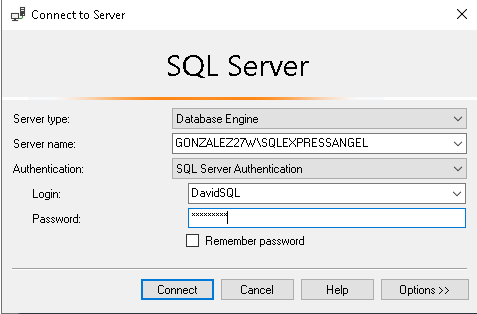 Connect to Server
SQL Server
Server type: Database Engine
Server name: GONZALEZ27W\SQLEXPRESSANGEL
Authentication: SQL Server Authentication
Login: DavidSQL
Password: *********
Remember password
Connect Cancel Help Options >>